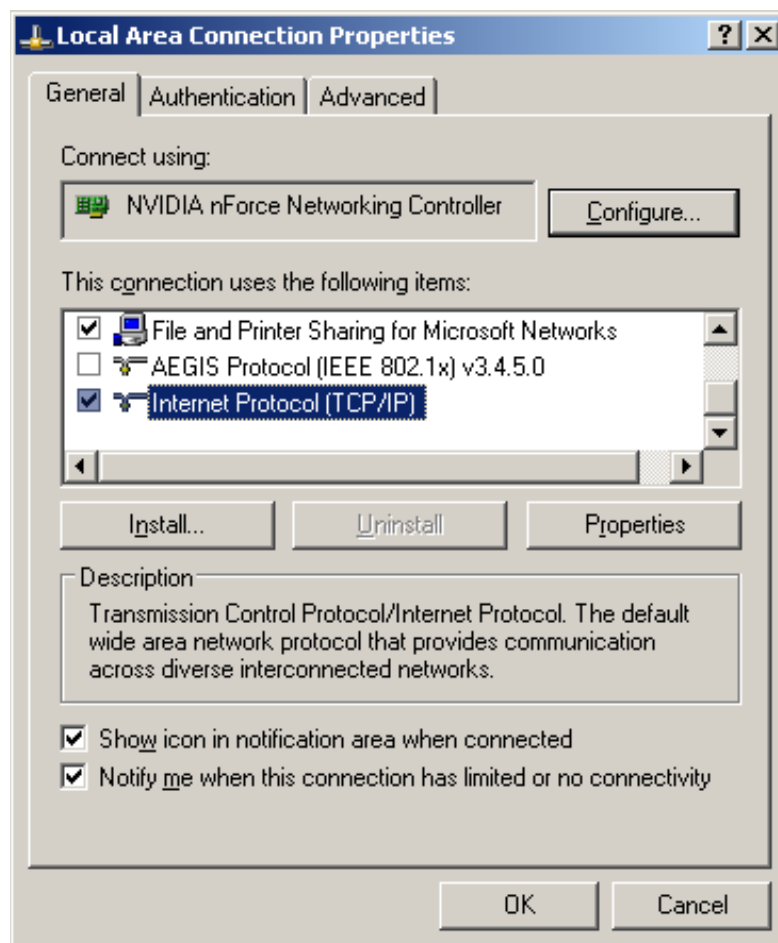 Local Area Connection Properties
General Authentication Advanced
Connect using:
NVIDIA nForce Networking Controller Configure...
This connection uses the following items:
File and Printer Sharing for Microsoft Networks
AEGIS Protocol (IEEE 802.1x) v3.4.5.0
Internet Protocol (TCP/IP)
Install... Uninstall Properties
Description
Transmission Control Protocol/Internet Protocol. The default
wide area network protocol that provides communication
across diverse interconnected networks.
Show icon in notification area when connected
Notify me when this connection has limited or no connectivity
OK Cancel